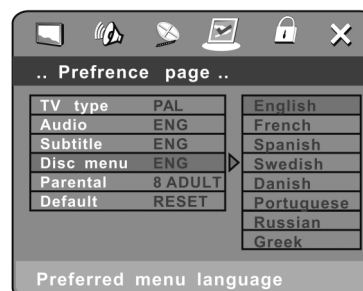 .. Prefrence page ..
TV type PAL
Audio ENG
Subtitle ENG
Disc menu ENG
Parental 8 ADULT
Default RESET
English
French
Spanish
Swedish
Danish
Portuquese
Russian
Greek
Preferred menu language